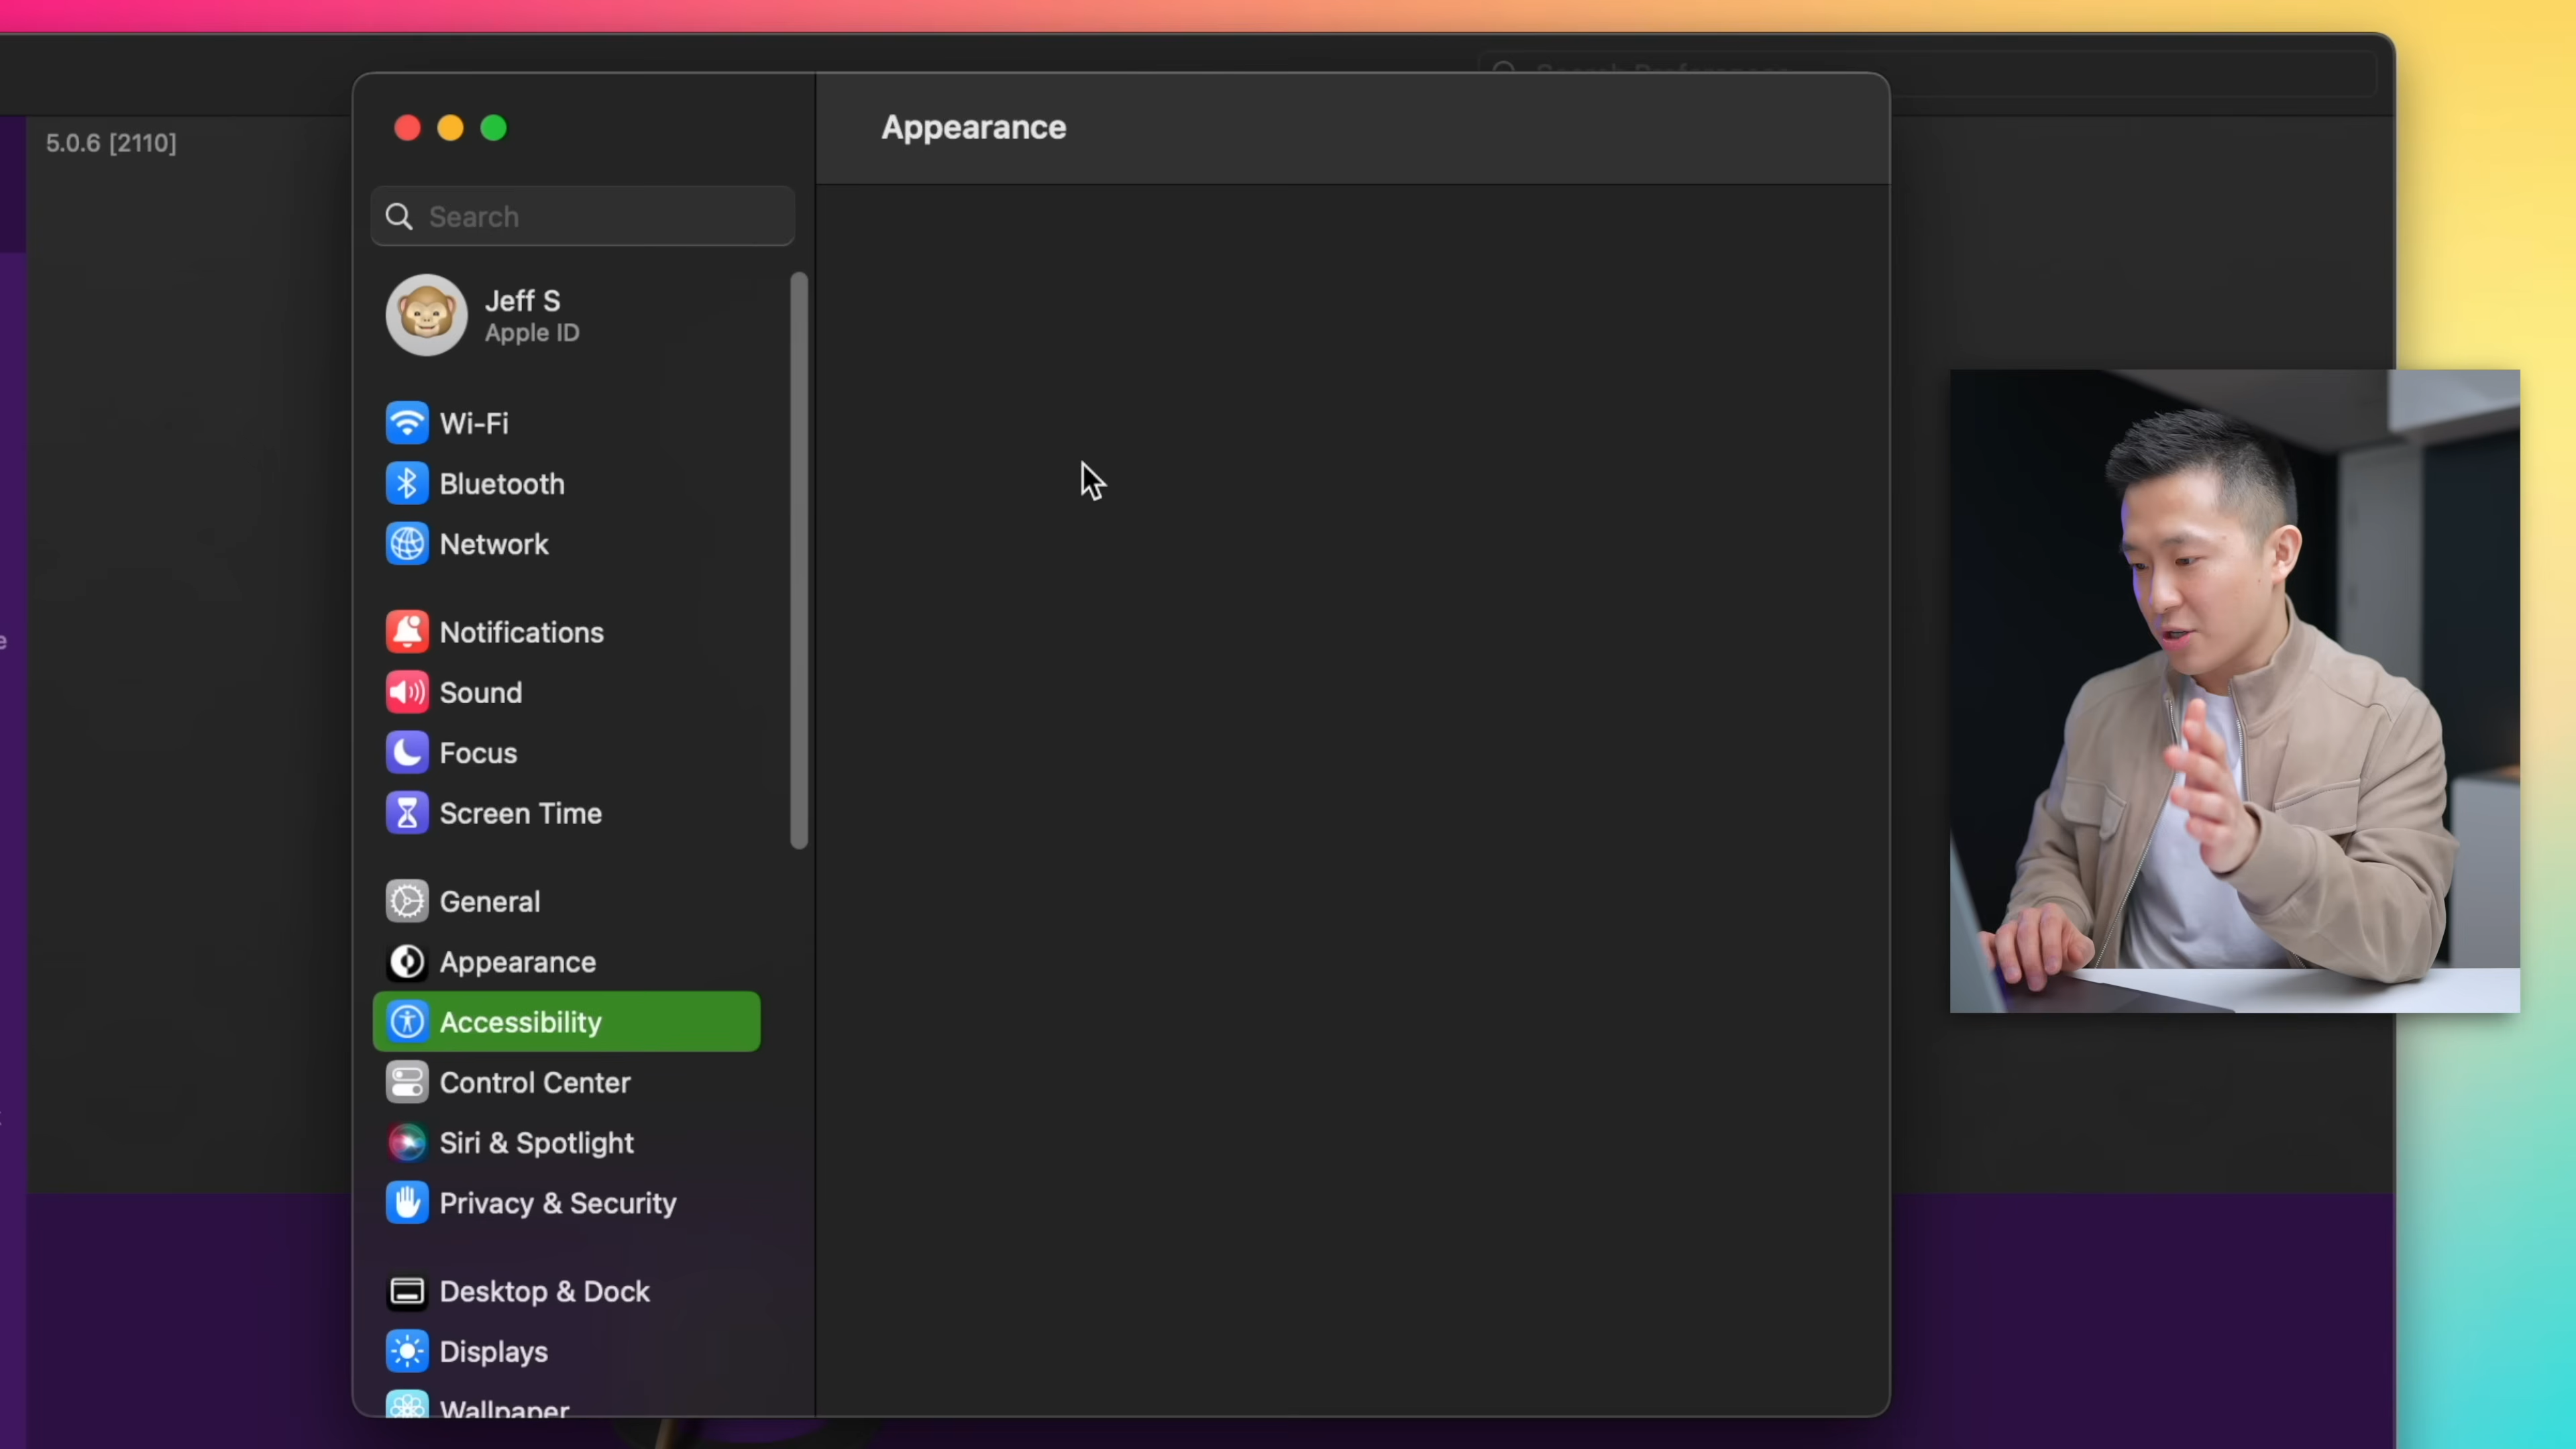 Appearance
5.0.6 [2110]
Search
Jeff S
Apple ID
Wi-Fi
Bluetooth
Network
Notifications
Sound
Focus
Screen Time
General
Appearance
Accessibility
Control Center
Siri & Spotlight
Privacy & Security
Desktop & Dock
Displays
Wallpaper